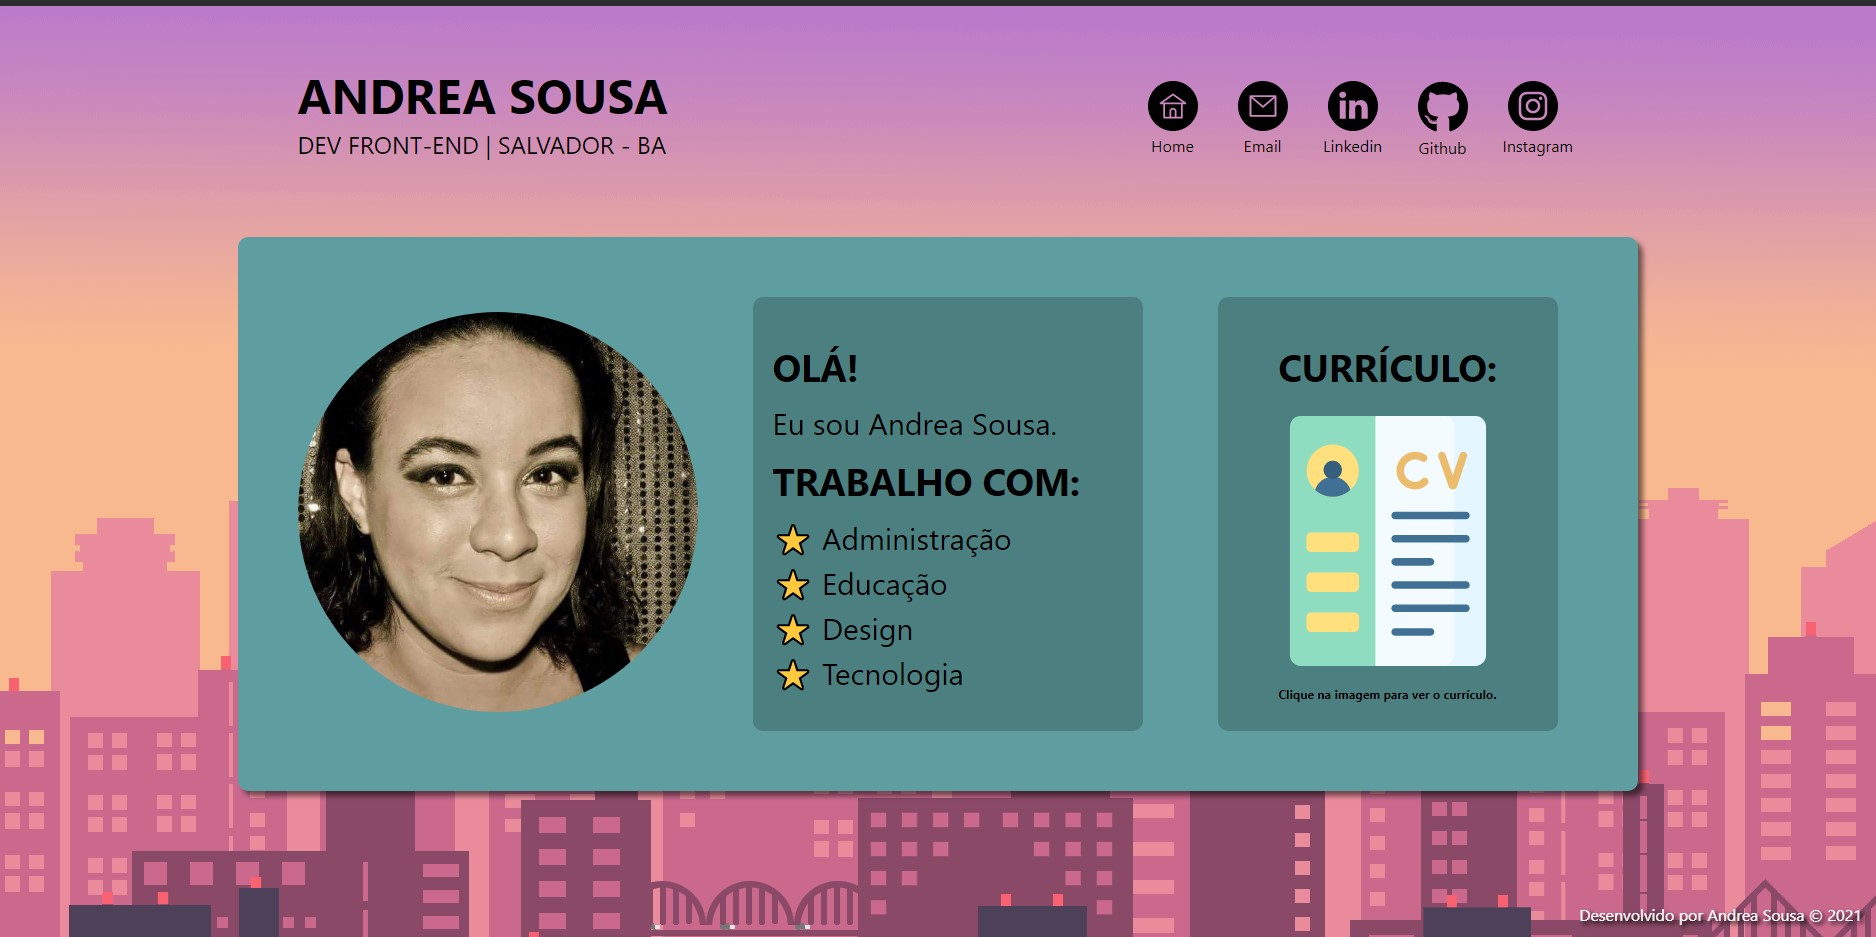 ANDREA SOUSA
DEV FRONT-END | SALVADOR - BA
Home
Email
Linkedin
Github
Instagram
OLÁ!
Eu sou Andrea Sousa.
TRABALHO COM:
Administração
Educação
Design
Tecnologia
CURRÍCULO:
CV
Clique na imagem para ver o currículo.
Desenvolvido por Andrea Sousa © 2021